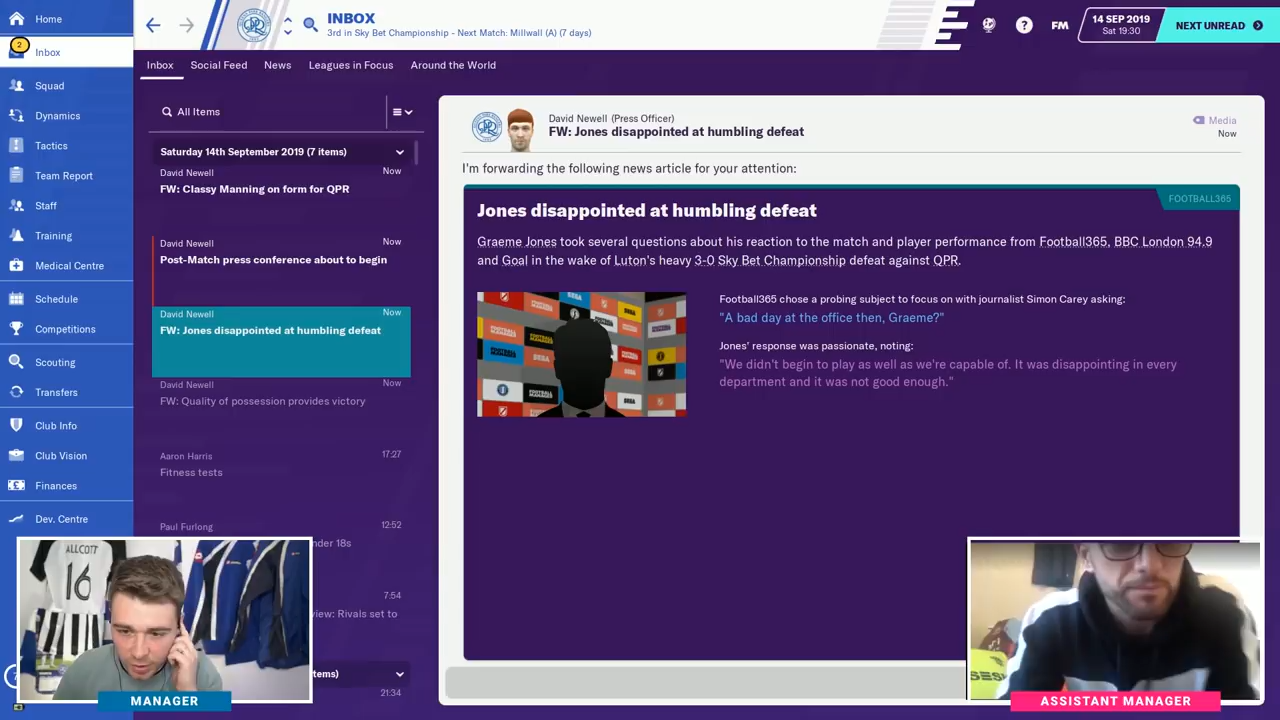 Home
INBOX
3rd in Sky Bet Championship - Next Match: Millwall (A) (7 days)
?
FM
14 SEP 2019
Sat 19:30
NEXT UNREAD
2
Inbox
Squad
Dynamics
Tactics
Team Report
Staff
Training
Medical Centre
Schedule
Competitions
Scouting
Transfers
Club Info
Club Vision
Finances
Dev. Centre
Inbox Social Feed News Leagues in Focus Around the World
All Items
Saturday 14th September 2019 (7 items)
David Newell Now
FW: Classy Manning on form for QPR
David Newell Now
Post-Match press conference about to begin
David Newell Now
FW: Jones disappointed at humbling defeat
David Newell Now
FW: Quality of possession provides victory
Aaron Harris 17:27
Fitness tests
Paul Furlong 12:52
nder 18s
7:54
view: Rivals set to
tems)
21:34
David Newell (Press Officer)
FW: Jones disappointed at humbling defeat
Media
Now
I'm forwarding the following news article for your attention:
FOOTBALL365
Jones disappointed at humbling defeat
Graeme Jones took several questions about his reaction to the match and player performance from Football365, BBC London 94.9
and Goal in the wake of Luton's heavy 3-0 Sky Bet Championship defeat against QPR.
Football365 chose a probing subject to focus on with journalist Simon Carey asking:
"A bad day at the office then, Graeme?"
Jones' response was passionate, noting:
"We didn't begin to play as well as we're capable of. It was disappointing in every
department and it was not good enough."
ALLCOTT
16
MANAGER
ASSISTANT MANAGER